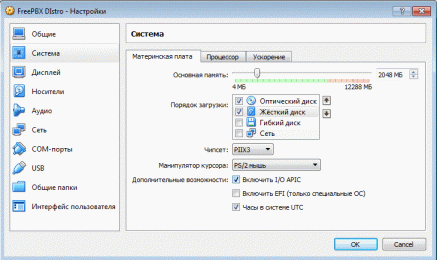 FreePBX DIstro - Настройки
Общие
Система
Дисплей
Носители
Аудио
Сеть
COM-порты
USB
Общие папки
Интерфейс пользователя
Система
Материнская плата Процессор Ускорение
Основная память: 2048 МБ
4 МБ 12288 МБ
Порядок загрузки: Оптический диск
Жёсткий диск
Гибкий диск
Сеть
Чипсет: PIIX3
Манипулятор курсора: PS/2 мышь
Дополнительные возможности: Включить I/O APIC
Включить EFI (только специальные ОС)
Часы в системе UTC
OK Cancel